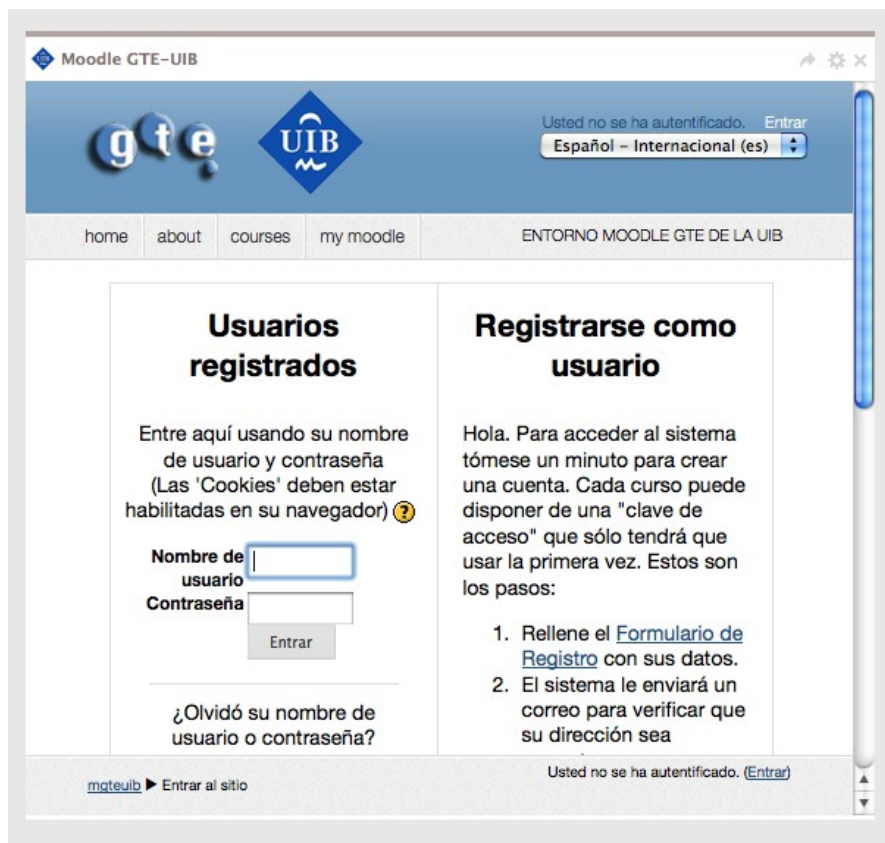 Moodle GTE-UIB
gte
UIB
Usted no se ha autentificado. Entrar
Español - Internacional (es)
home about courses my moodle
ENTORNO MOODLE GTE DE LA UIB
Usuarios
registrados
Entre aquí usando su nombre
de usuario y contraseña
(Las 'Cookies' deben estar
habilitadas en su navegador) ?
Nombre de
usuario
Contraseña
Entrar
¿Olvidó su nombre de
usuario o contraseña?
Registrarse como
usuario
Hola. Para acceder al sistema
tómese un minuto para crear
una cuenta. Cada curso puede
disponer de una "clave de
acceso" que sólo tendrá que
usar la primera vez. Estos son
los pasos:
1. Rellene el Formulario de
Registro con sus datos.
2. El sistema le enviará un
correo para verificar que
su dirección sea
mgteuib ► Entrar al sitio
Usted no se ha autentificado. (Entrar)